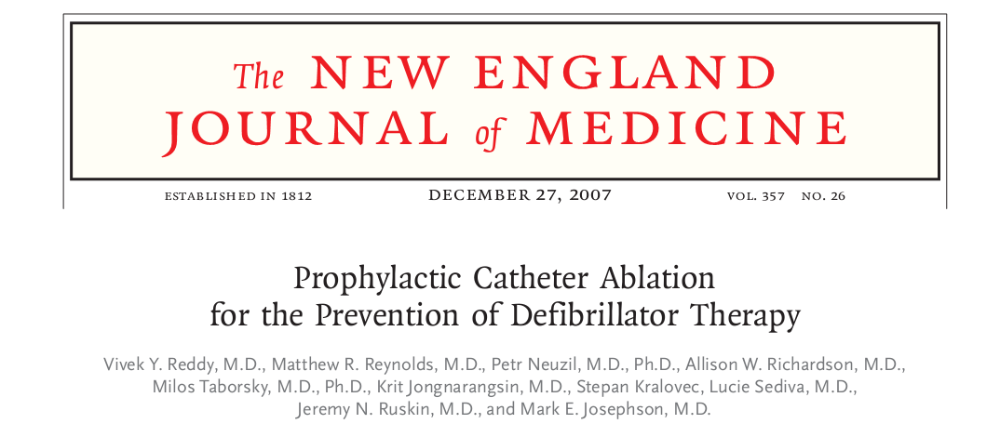 The NEW ENGLAND
JOURNAL of MEDICINE
ESTABLISHED IN 1812 DECEMBER 27, 2007 VOL. 357 NO. 26
Prophylactic Catheter Ablation
for the Prevention of Defibrillator Therapy
Vivek Y. Reddy, M.D., Matthew R. Reynolds, M.D., Petr Neuzil, M.D., Ph.D., Allison W. Richardson, M.D.,
Milos Taborsky, M.D., Ph.D., Krit Jongnarangsin, M.D., Stepan Kralovec, Lucie Sediva, M.D.,
Jeremy N. Ruskin, M.D., and Mark E. Josephson, M.D.